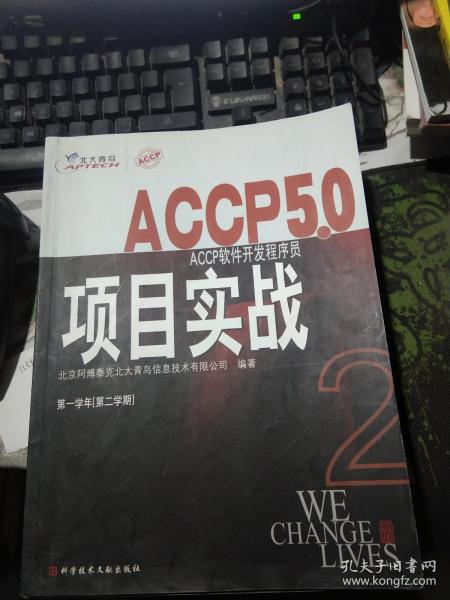 北大青鸟
APTECH
ACCP
ACCP5.0
ACCP软件开发程序员
项目实战
北京阿博泰克北大青鸟信息技术有限公司 编著
第一学年[第二学期]
2
WE
CHANGE
LIVES
科学技术文献出版社
孔夫子旧书网
www.kongfz.com